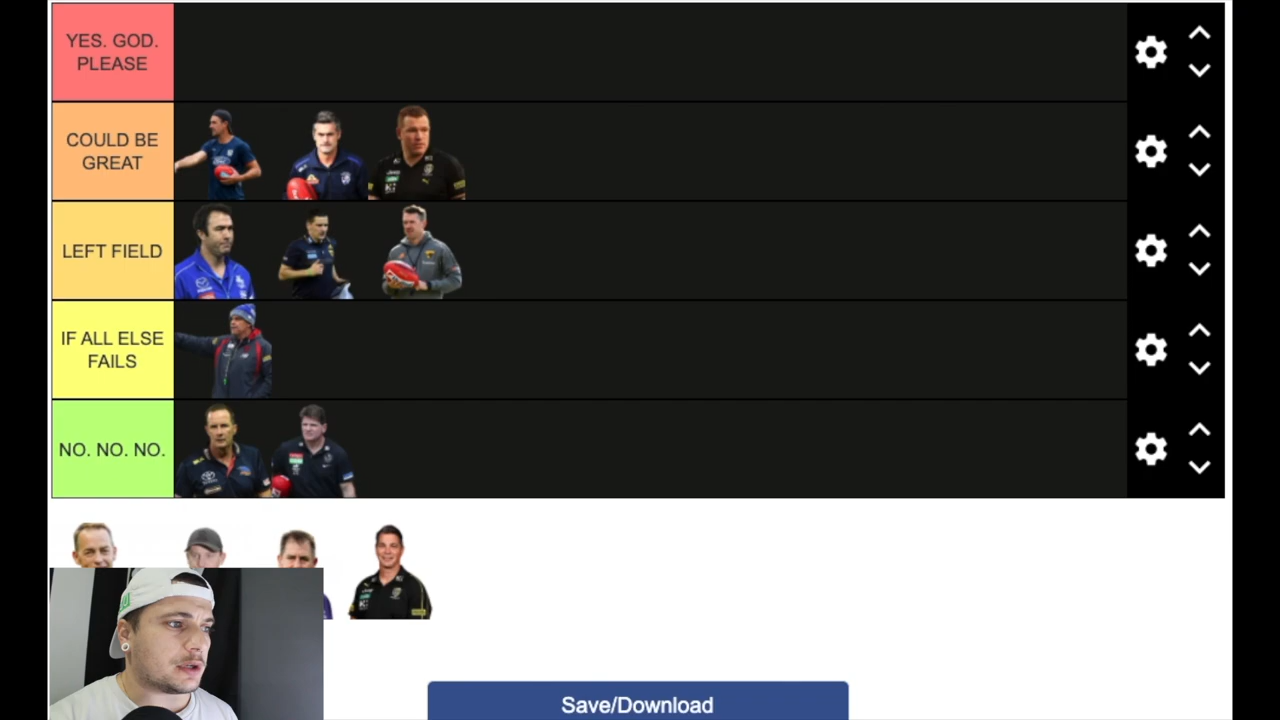 YES. GOD.
PLEASE
COULD BE
GREAT
LEFT FIELD
IF ALL ELSE
FAILS
NO. NO. NO.
Save/Download